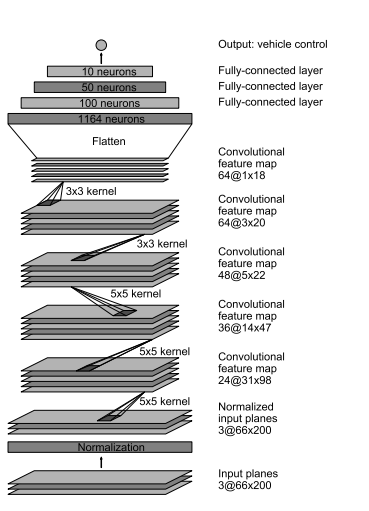 Output: vehicle control
10 neurons
Fully-connected layer
50 neurons
Fully-connected layer
100 neurons
Fully-connected layer
1164 neurons
Flatten
Convolutional
feature map
64@1x18
3x3 kernel
Convolutional
feature map
64@3x20
3x3 kernel
Convolutional
feature map
48@5x22
5x5 kernel
Convolutional
feature map
36@14x47
5x5 kernel
Convolutional
feature map
24@31x98
5x5 kernel
Normalized
input planes
3@66x200
Normalization
Input planes
3@66x200